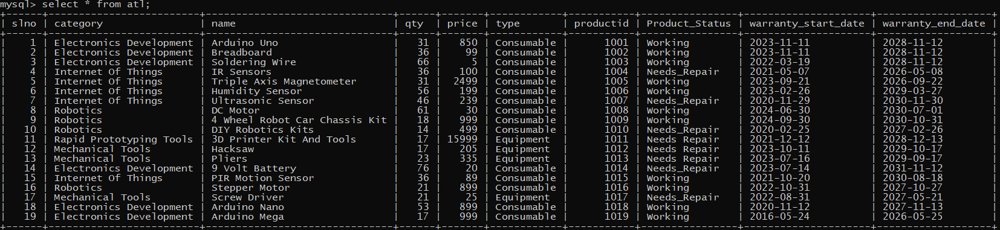 mysql> select * from atl;
+------+-------------------------+-------------------------------+------+-------+------------+-----------+----------------+---------------------+-------------------+
| slno | category                | name                          | qty  | price | type       | productid | Product_Status | warranty_start_date | warranty_end_date |
+------+-------------------------+-------------------------------+------+-------+------------+-----------+----------------+---------------------+-------------------+
|    1 | Electronics Development | Arduino Uno                   |   31 |   850 | Consumable |      1001 | Working        | 2023-11-11          | 2028-11-12        |
|    2 | Electronics Development | Breadboard                    |   36 |    99 | Consumable |      1002 | Working        | 2023-11-11          | 2028-11-12        |
|    3 | Electronics Development | Soldering Wire                |   66 |     5 | Consumable |      1003 | Working        | 2022-03-19          | 2028-11-12        |
|    4 | Internet Of Things      | IR Sensors                    |   36 |   100 | Consumable |      1004 | Needs_Repair   | 2021-05-07          | 2026-05-08        |
|    5 | Internet Of Things      | Triple Axis Magnetometer      |   31 |  2499 | Consumable |      1005 | Working        | 2023-09-21          | 2026-09-22        |
|    6 | Internet Of Things      | Humidity Sensor               |   56 |   199 | Consumable |      1006 | Working        | 2023-02-26          | 2029-03-27        |
|    7 | Internet Of Things      | Ultrasonic Sensor             |   46 |   239 | Consumable |      1007 | Needs_Repair   | 2020-11-29          | 2030-11-30        |
|    8 | Robotics                | DC Motor                      |   61 |    30 | Consumable |      1008 | Working        | 2024-06-30          | 2030-07-01        |
|    9 | Robotics                | 4 Wheel Robot Car Chassis Kit |   18 |   999 | Consumable |      1009 | Working        | 2024-09-30          | 2030-10-31        |
|   10 | Robotics                | DIY Robotics Kits             |   14 |   499 | Consumable |      1010 | Needs_Repair   | 2020-02-25          | 2027-02-26        |
|   11 | Rapid Prototyping Tools | 3D Printer Kit And Tools      |   17 | 15999 | Equipment  |      1011 | Needs Repair   | 2021-12-12          | 2028-12-13        |
|   12 | Mechanical Tools        | Hacksaw                       |   17 |   205 | Equipment  |      1012 | Needs Repair   | 2023-10-11          | 2029-10-17        |
|   13 | Mechanical Tools        | Pliers                        |   23 |   335 | Equipment  |      1013 | Needs Repair   | 2023-07-16          | 2029-09-17        |
|   14 | Electronics Development | 9 Volt Battery                |   76 |    20 | Consumable |      1014 | Needs_Repair   | 2023-07-14          | 2031-11-12        |
|   15 | Internet Of Things      | PIR Motion Sensor             |   36 |    89 | Consumable |      1015 | Working        | 2021-10-20          | 2030-08-18        |
|   16 | Robotics                | Stepper Motor                 |   21 |   899 | Consumable |      1016 | Working        | 2022-10-31          | 2027-10-27        |
|   17 | Mechanical Tools        | Screw Driver                  |   21 |    25 | Equipment  |      1017 | Needs_Repair   | 2022-08-31          | 2027-05-21        |
|   18 | Electronics Development | Arduino Nano                  |   53 |   899 | Consumable |      1018 | Working        | 2020-11-12          | 2027-11-13        |
|   19 | Electronics Development | Arduino Mega                  |   17 |   999 | Consumable |      1019 | Working        | 2016-05-24          | 2026-05-25        |
+------+-------------------------+-------------------------------+------+-------+------------+-----------+----------------+---------------------+-------------------+